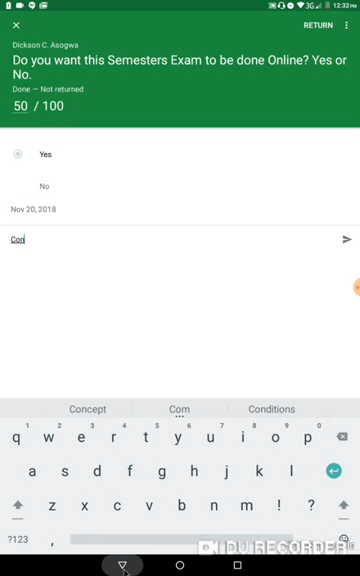 3G 12:32 PM
RETURN
Dickson C. Asogwa
Do you want this Semesters Exam to be done Online? Yes or
No.
Done — Not returned
50 / 100
Yes
No
Nov 20, 2018
Con
Concept Com Conditions
1 2 3 4 5 6 7 8 9 0
q w e r t y u i o p
a s d f g h j k l
z x c v b n m ! ?
?123 ,
DU RECORDER